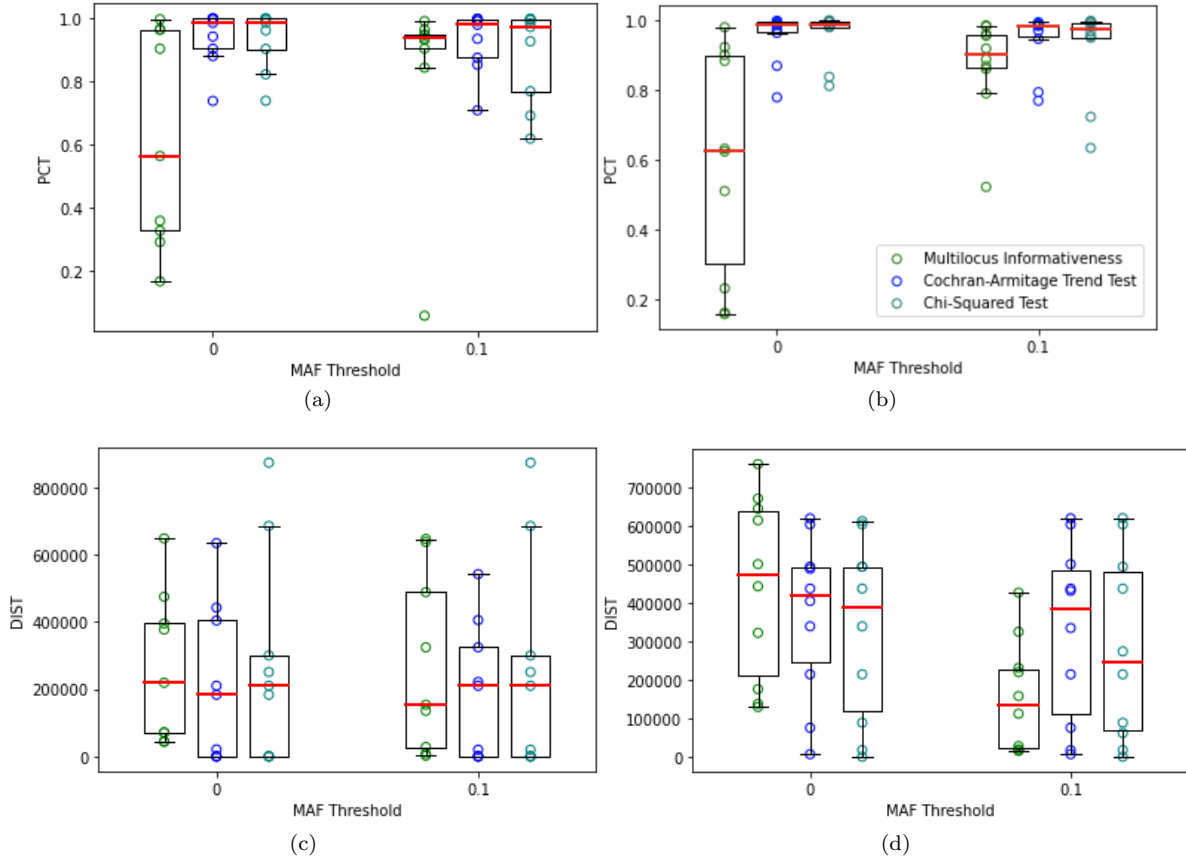 1.0
0.8
0.6
0.4
0.2
PCT
0
0.1
MAF Threshold
(a)
1.0
0.8
0.6
0.4
0.2
PCT
Multilocus Informativeness
Cochran-Armitage Trend Test
Chi-Squared Test
0
0.1
MAF Threshold
(b)
800000
600000
400000
200000
0
DIST
0
0.1
MAF Threshold
(c)
700000
600000
500000
400000
300000
200000
100000
0
DIST
0
0.1
MAF Threshold
(d)